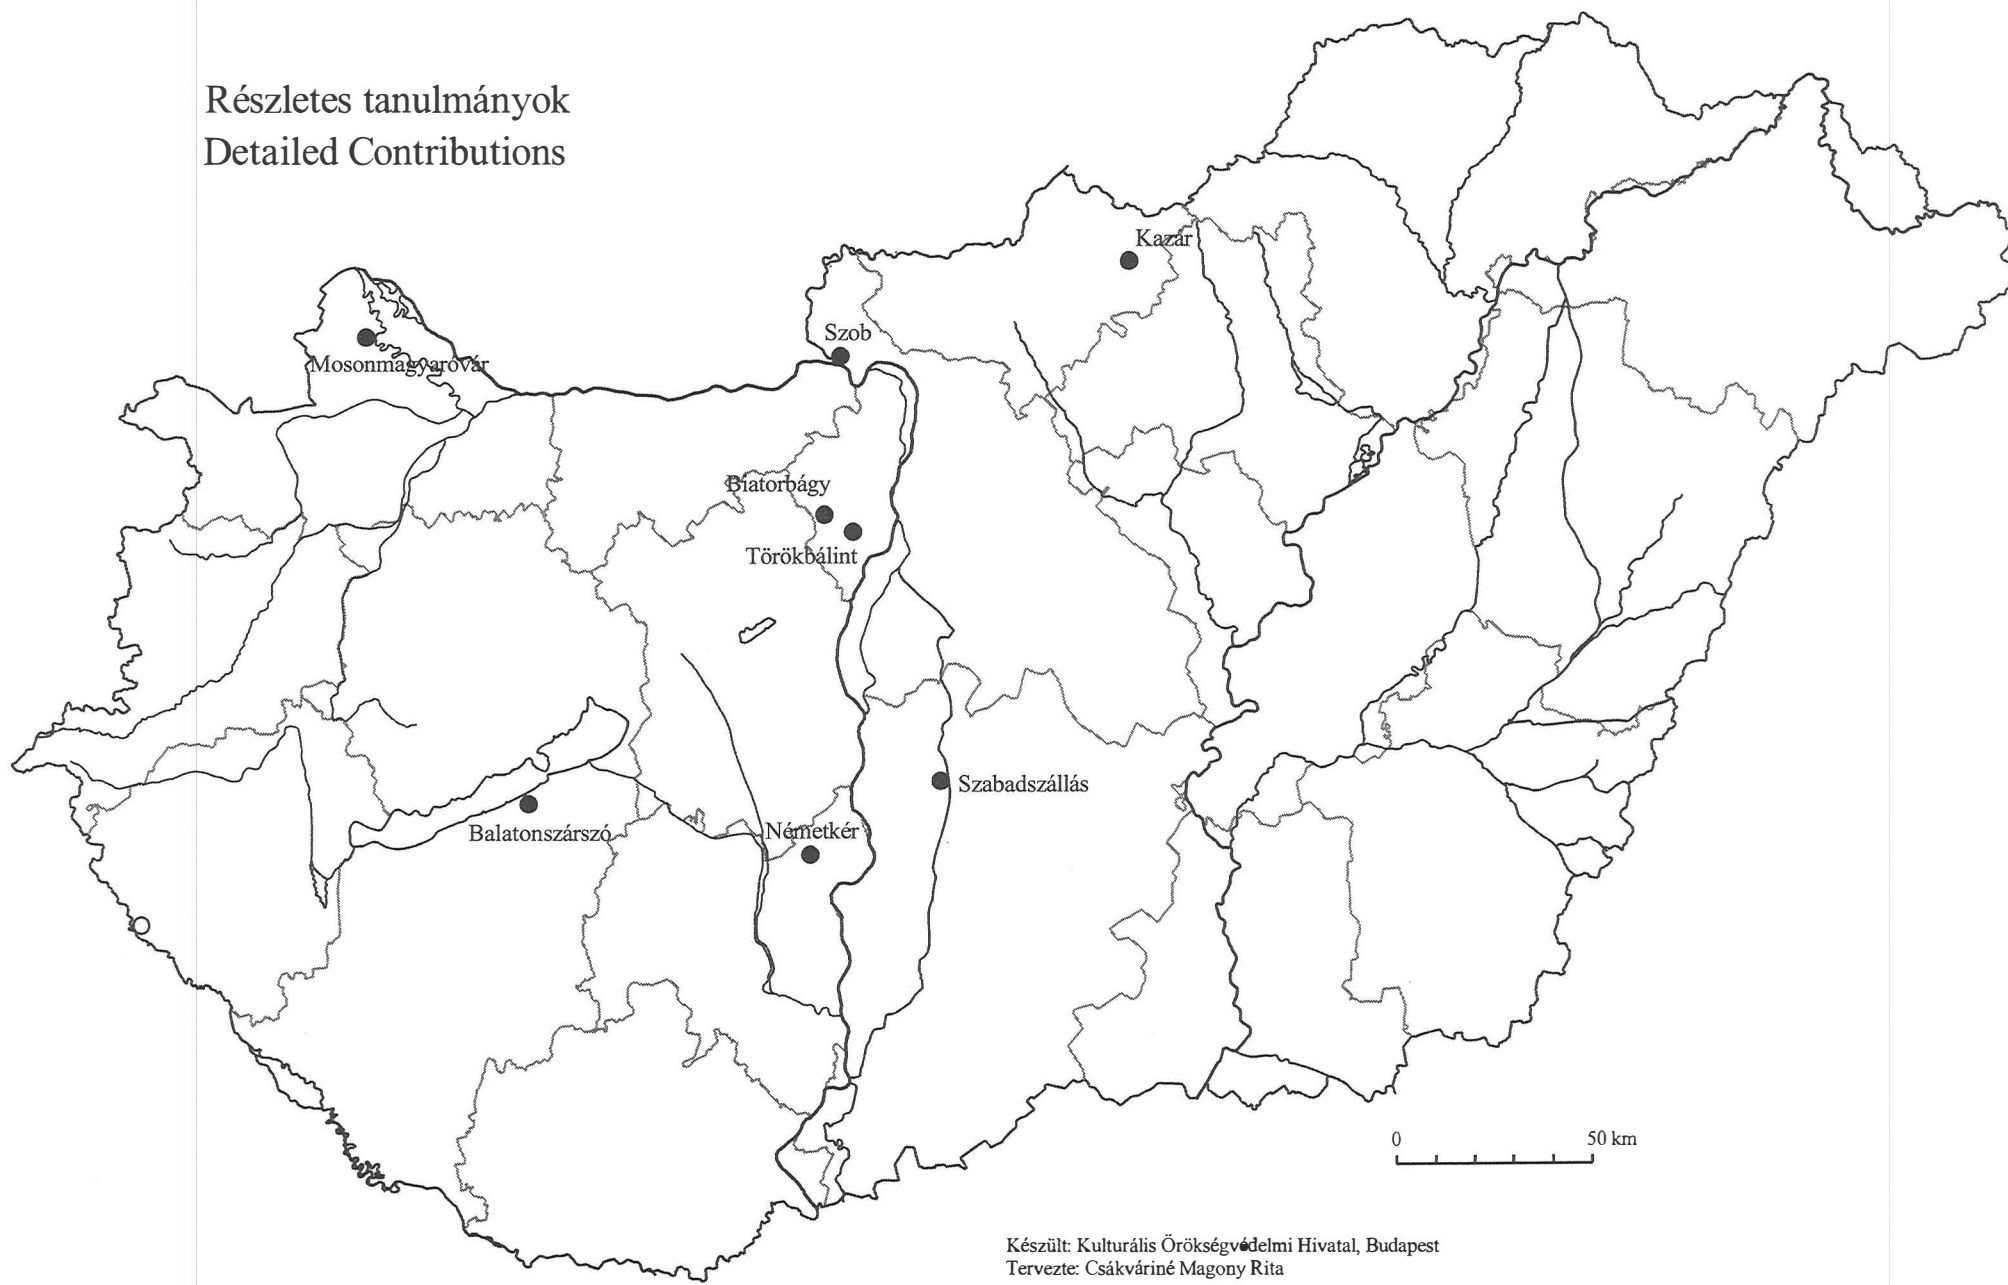 Részletes tanulmányok
Detailed Contributions
Kazár
Szob
Mosonmagyaróvár
Biatorbágy
Törökbálint
Szabadszállás
Balatonszárszó
Németkér
0 50 km
Készült: Kulturális Örökségvédelmi Hivatal, Budapest
Tervezte: Csákváriné Magony Rita